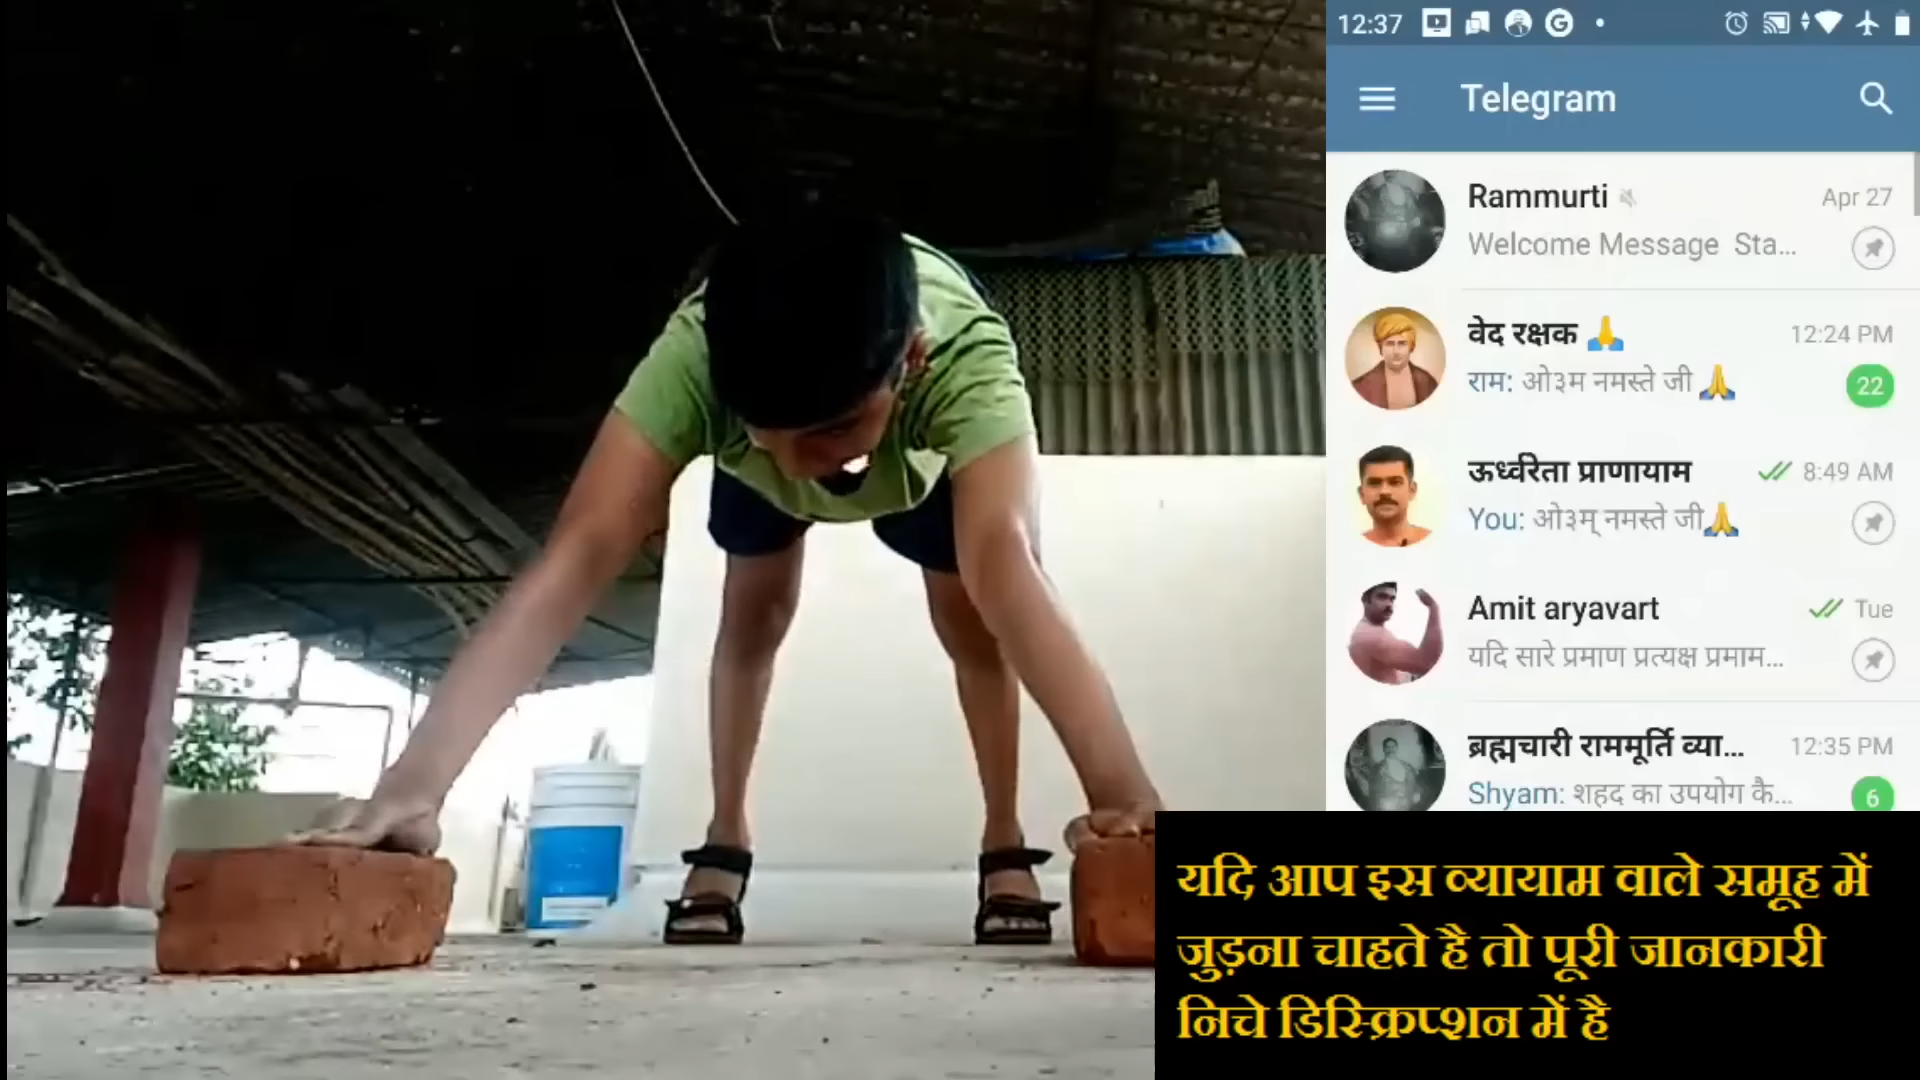 12:37
Telegram
Rammurti
Apr 27
Welcome Message Sta...
वेद रक्षक 🙏
12:24 PM
राम: ओ३म नमस्ते जी 🙏
22
ऊर्ध्वरेता प्राणायाम
8:49 AM
You: ओ३म् नमस्ते जी🙏
Amit aryavart
Tue
यदि सारे प्रमाण प्रत्यक्ष प्रमाम...
ब्रह्मचारी राममूर्ति व्या...
12:35 PM
Shyam: शहद का उपयोग कै...
6
यदि आप इस व्यायाम वाले समूह में
जुड़ना चाहते है तो पूरी जानकारी
निचे डिस्क्रिप्शन में है